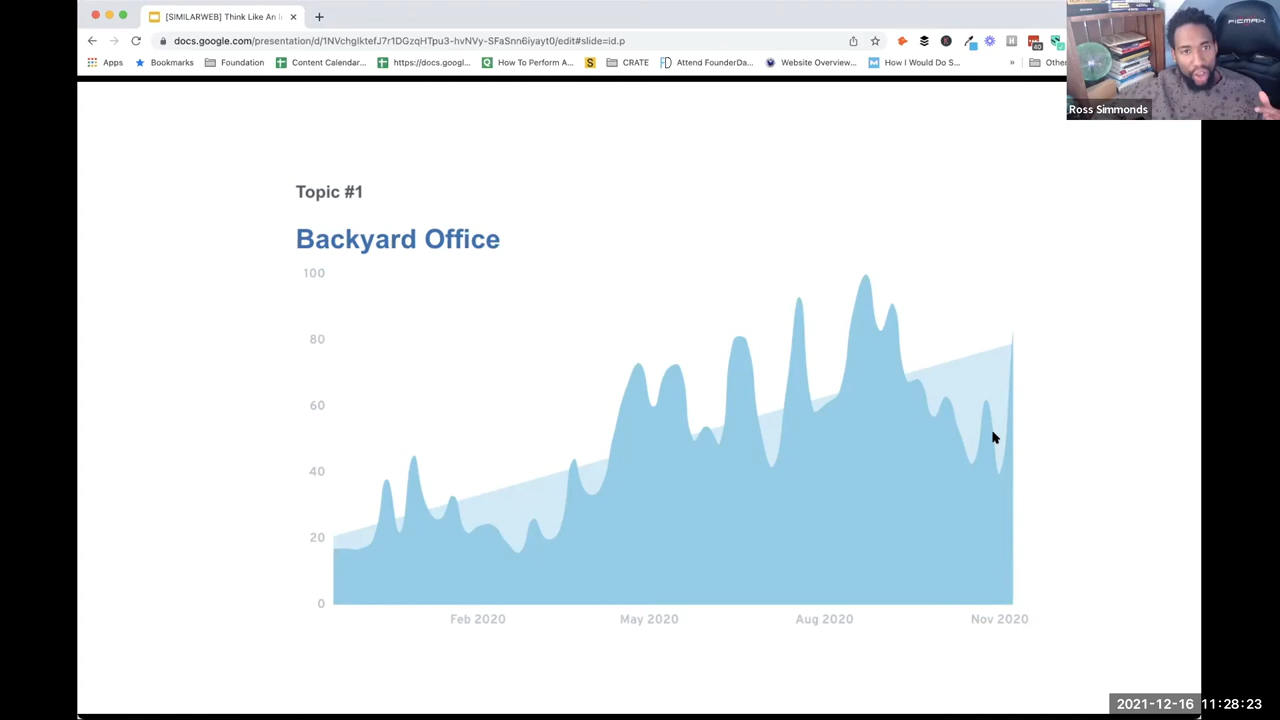 [SIMILARWEB] Think Like An I
docs.google.com/presentation/d/1NVchglktefJ7r1DGzqHTpu3-hvNVy-SFaSnn6iyayt0/edit#slide=id.p
Apps Bookmarks Foundation Content Calendar... https://docs.googl... How To Perform A... S CRATE Attend FounderDa... Website Overview... How I Would Do S... » Other
40
PICMAX
Ross Simmonds
Topic #1
Backyard Office
100
80
60
40
20
0
Feb 2020 May 2020 Aug 2020 Nov 2020
2021-12-16 11:28:23